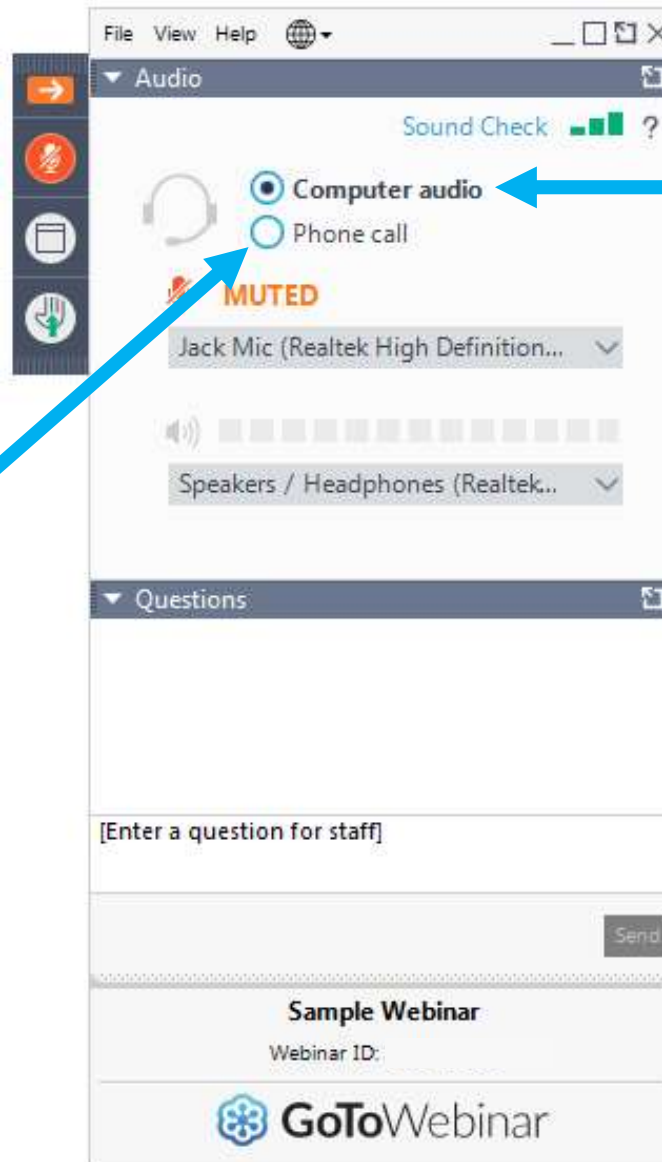 File View Help
Audio
Sound Check ?
Computer audio
Phone call
MUTED
Jack Mic (Realtek High Definition...
Speakers / Headphones (Realtek...
Questions
[Enter a question for staff]
Send
Sample Webinar
Webinar ID:
GoToWebinar